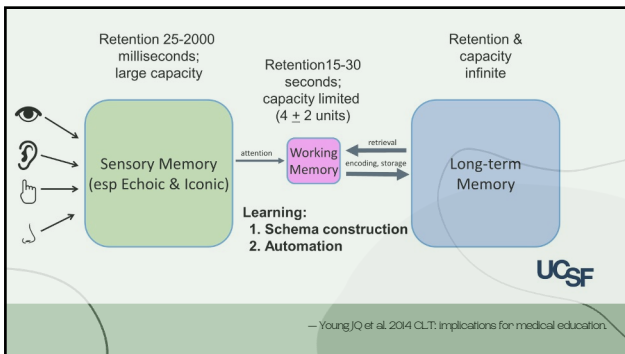 Retention 25-2000
milliseconds;
large capacity
Retention15-30
seconds;
capacity limited
(4 ± 2 units)
Retention &
capacity
infinite
Sensory Memory
(esp Echoic & Iconic)
attention
Working
Memory
retrieval
encoding, storage
Long-term
Memory
Learning:
1. Schema construction
2. Automation
UCSF
— Young JQ et al. 2014 CLT: implications for medical education.